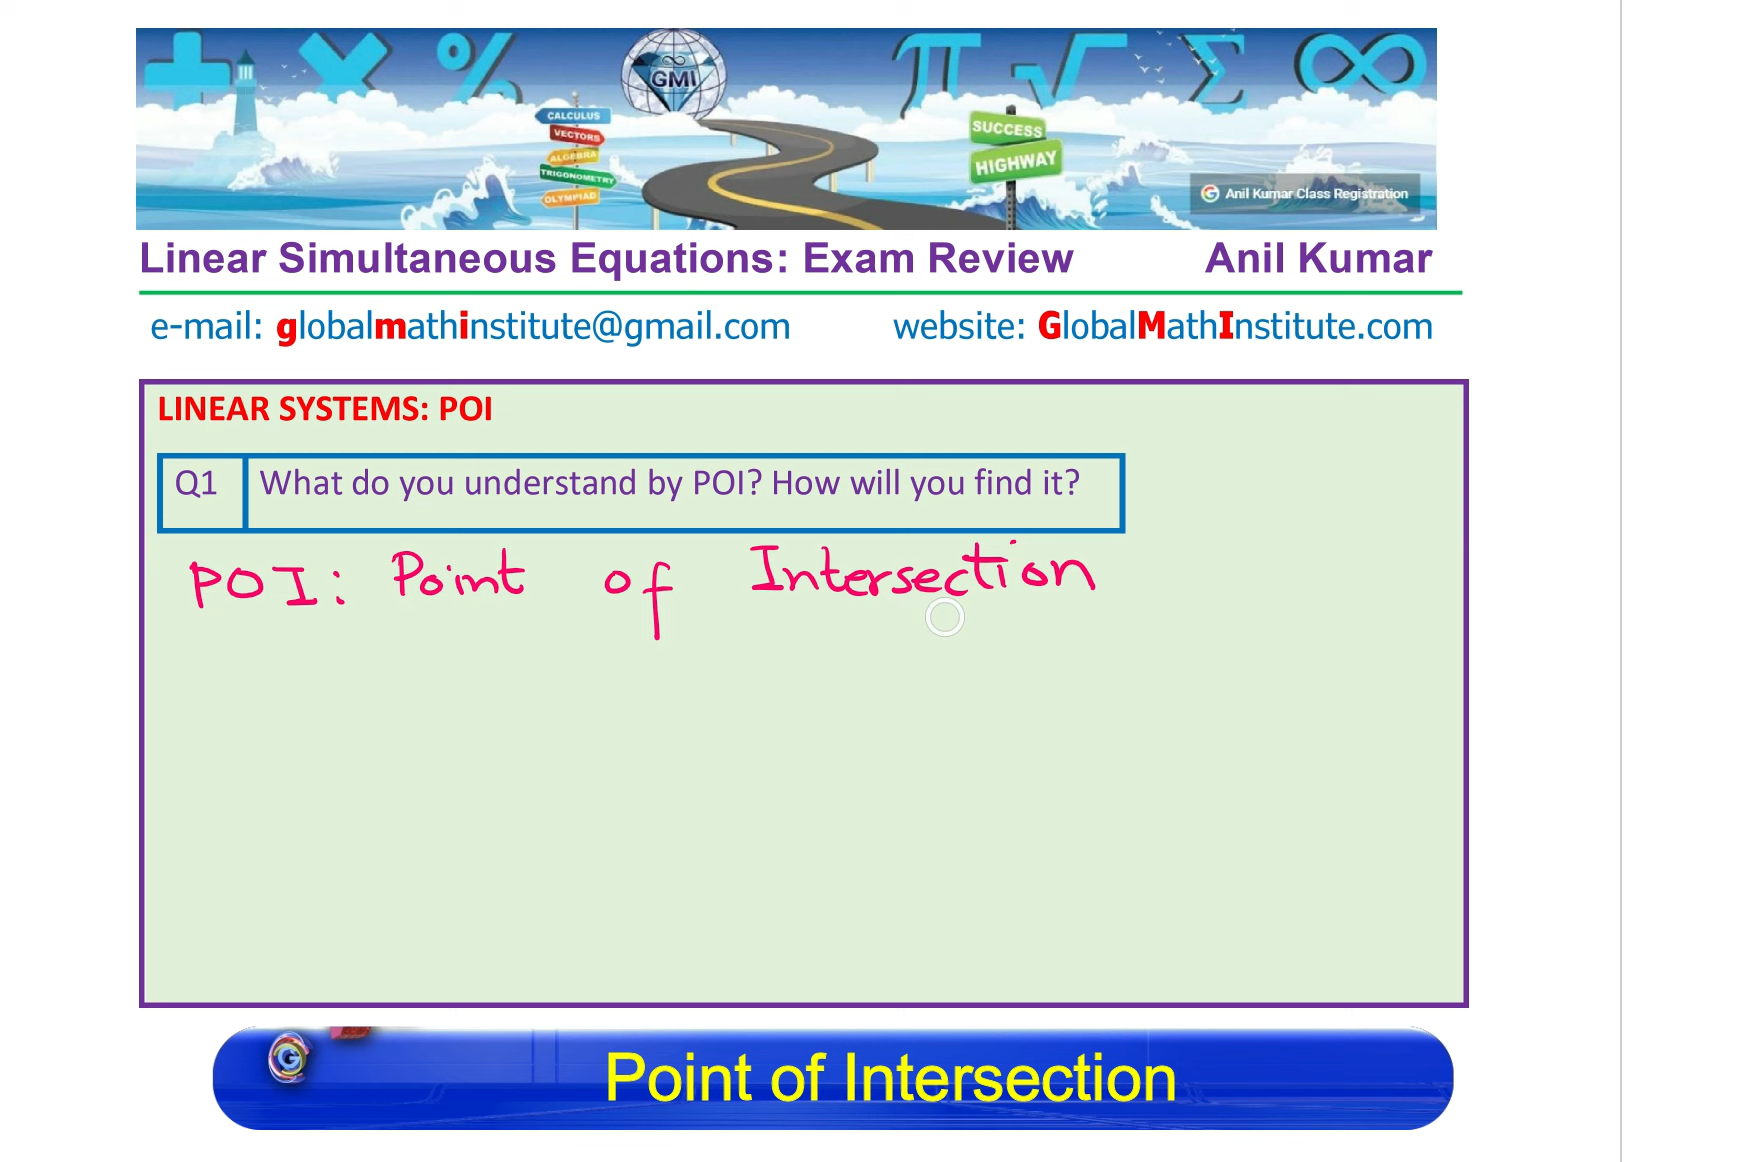 GMI
CALCULUS
VECTORS
ALGEBRA
TRIGONOMETRY
OLYMPIAD
SUCCESS
HIGHWAY
G Anil Kumar Class Registration
Linear Simultaneous Equations: Exam Review Anil Kumar
e-mail: globalmathinstitute@gmail.com website: GlobalMathInstitute.com
LINEAR SYSTEMS: POI
Q1 What do you understand by POI? How will you find it?
POI: Point of Intersection
G
Point of Intersection